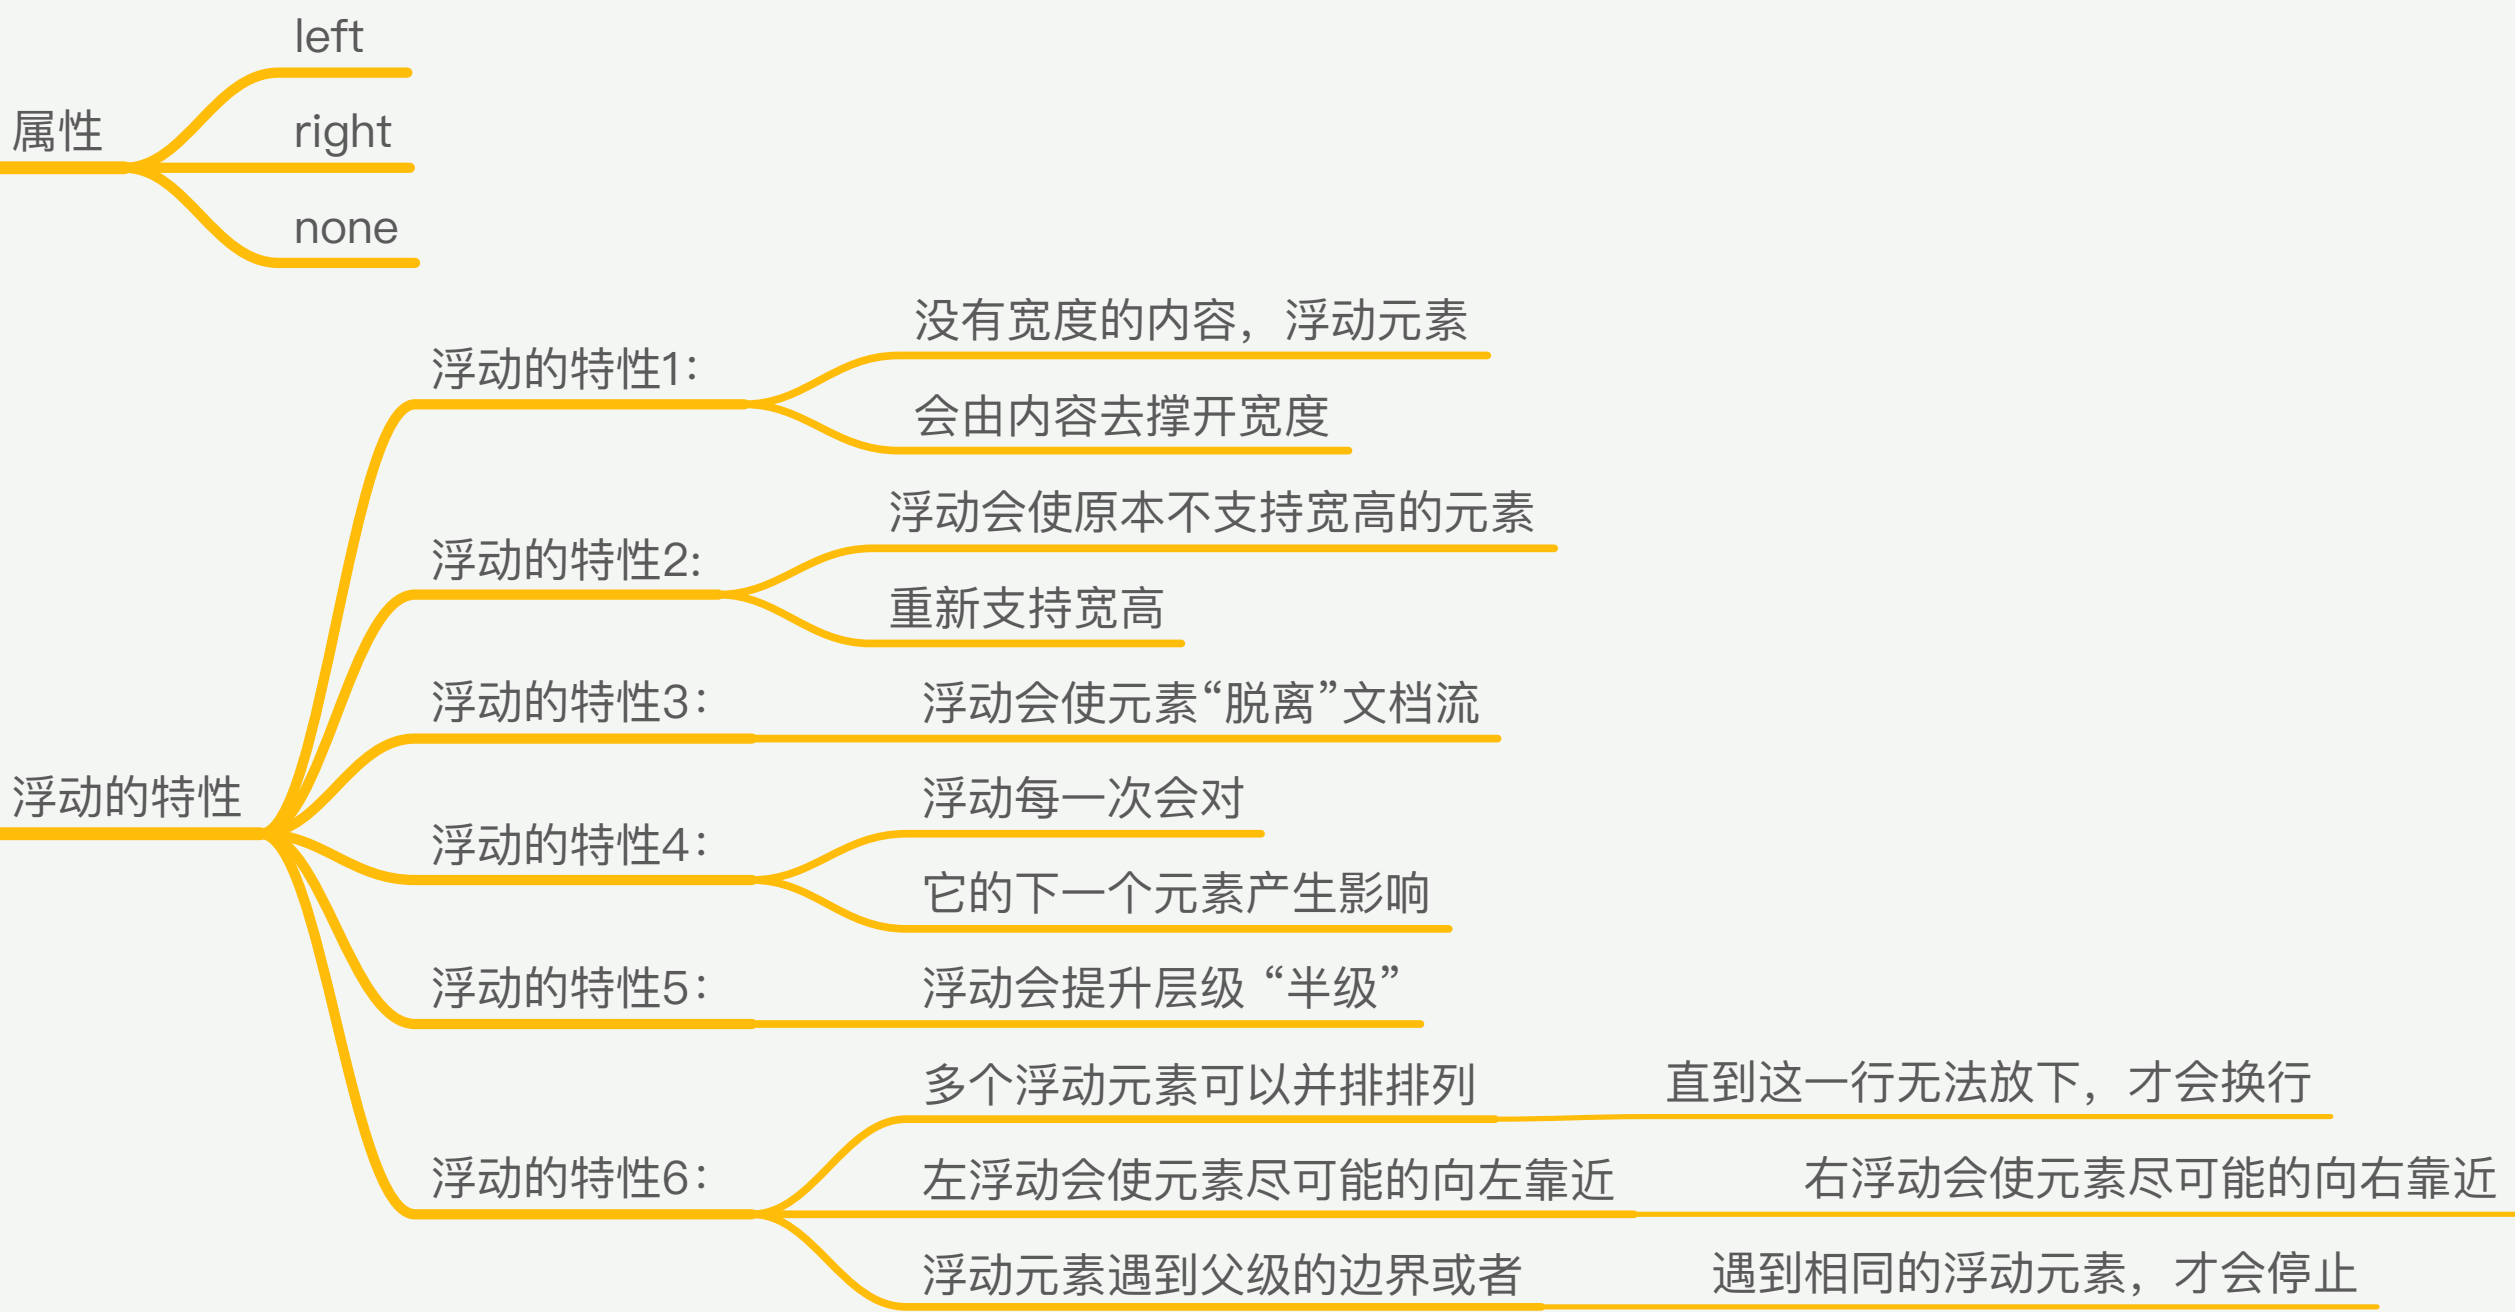 left
属性
right
none
没有宽度的内容，浮动元素
浮动的特性1：
会由内容去撑开宽度
浮动会使原本不支持宽高的元素
浮动的特性2:
重新支持宽高
浮动的特性3：
浮动会使元素“脱离”文档流
浮动的特性
浮动每一次会对
浮动的特性4：
它的下一个元素产生影响
浮动的特性5：
浮动会提升层级 “半级”
多个浮动元素可以并排排列
直到这一行无法放下，才会换行
浮动的特性6：
左浮动会使元素尽可能的向左靠近
右浮动会使元素尽可能的向右靠近
浮动元素遇到父级的边界或者
遇到相同的浮动元素，才会停止